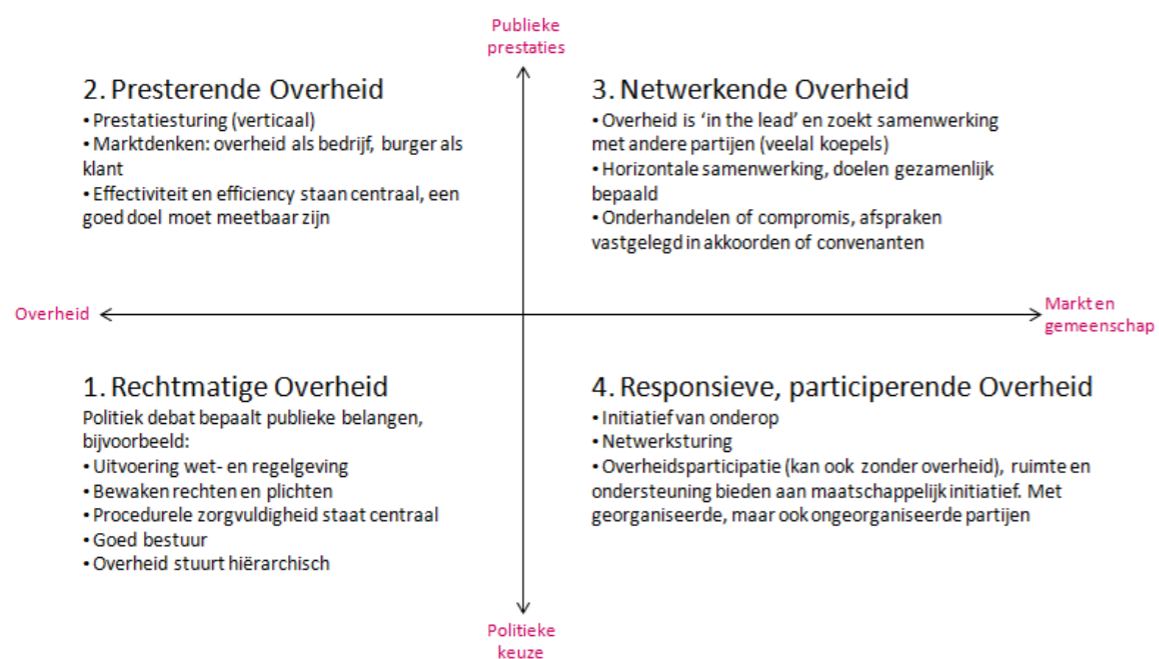 Publieke
prestaties
2. Presterende Overheid
• Prestatiesturing (verticaal)
• Marktdenken: overheid als bedrijf, burger als
klant
• Effectiviteit en efficiency staan centraal, een
goed doel moet meetbaar zijn
3. Netwerkende Overheid
• Overheid is ‘in the lead’ en zoekt samenwerking
met andere partijen (veelal koepels)
• Horizontale samenwerking, doelen gezamenlijk
bepaald
• Onderhandelen of compromis, afspraken
vastgelegd in akkoorden of convenanten
Overheid
Markt en
gemeenschap
1. Rechtmatige Overheid
Politiek debat bepaalt publieke belangen,
bijvoorbeeld:
• Uitvoering wet- en regelgeving
• Bewaken rechten en plichten
• Procedurele zorgvuldigheid staat centraal
• Goed bestuur
• Overheid stuurt hiërarchisch
4. Responsieve, participerende Overheid
• Initiatief van onderop
• Netwerksturing
• Overheidsparticipatie (kan ook zonder overheid), ruimte en
ondersteuning bieden aan maatschappelijk initiatief. Met
georganiseerde, maar ook ongeorganiseerde partijen
Politieke
keuze